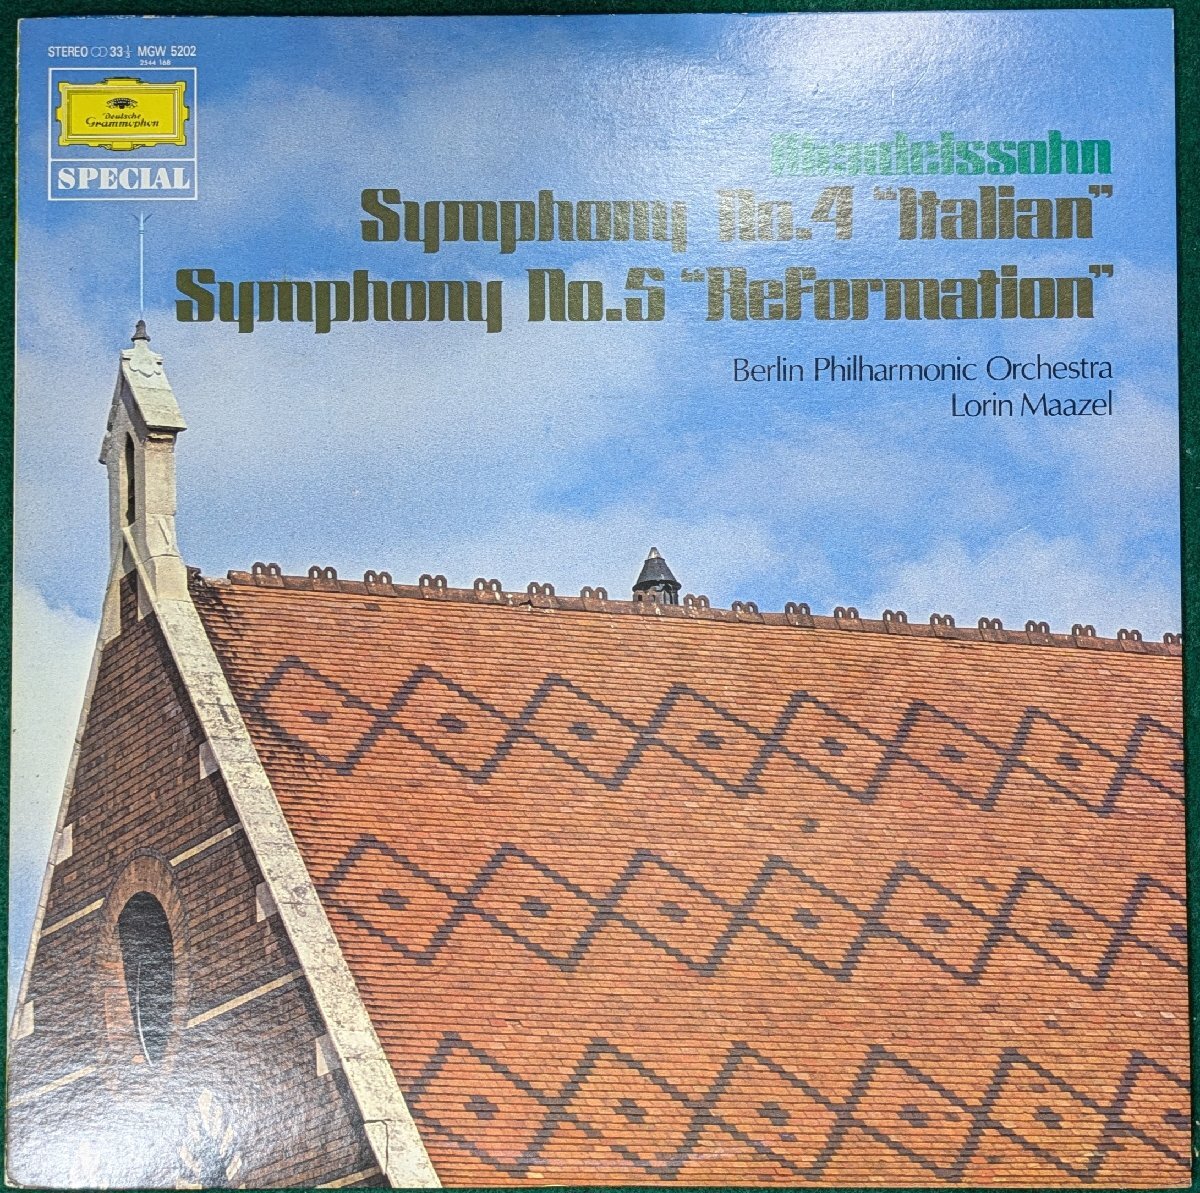 STEREO ⓄⓄ 33⅓ MGW 5202
2544 168
Deutsche
Grammophon
SPECIAL
Mendelssohn
Symphony No.4 “Italian”
Symphony No.5 “Reformation”
Berlin Philharmonic Orchestra
Lorin Maazel